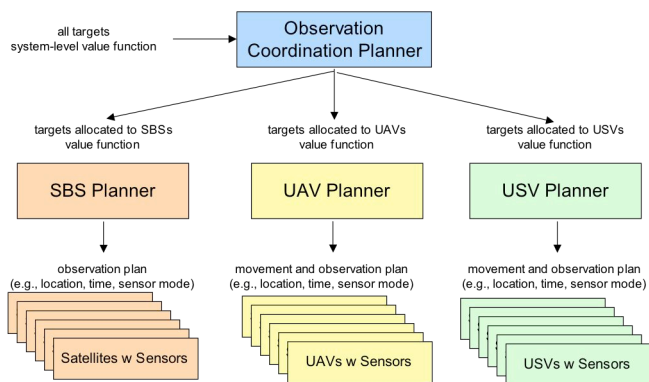 all targets
system-level value function
Observation
Coordination Planner
targets allocated to SBSs
value function
targets allocated to UAVs
value function
targets allocated to USVs
value function
SBS Planner
UAV Planner
USV Planner
observation plan
(e.g., location, time, sensor mode)
movement and observation plan
(e.g., location, time, sensor mode)
movement and observation plan
(e.g., location, time, sensor mode)
Satellites w Sensors
UAVs w Sensors
USVs w Sensors